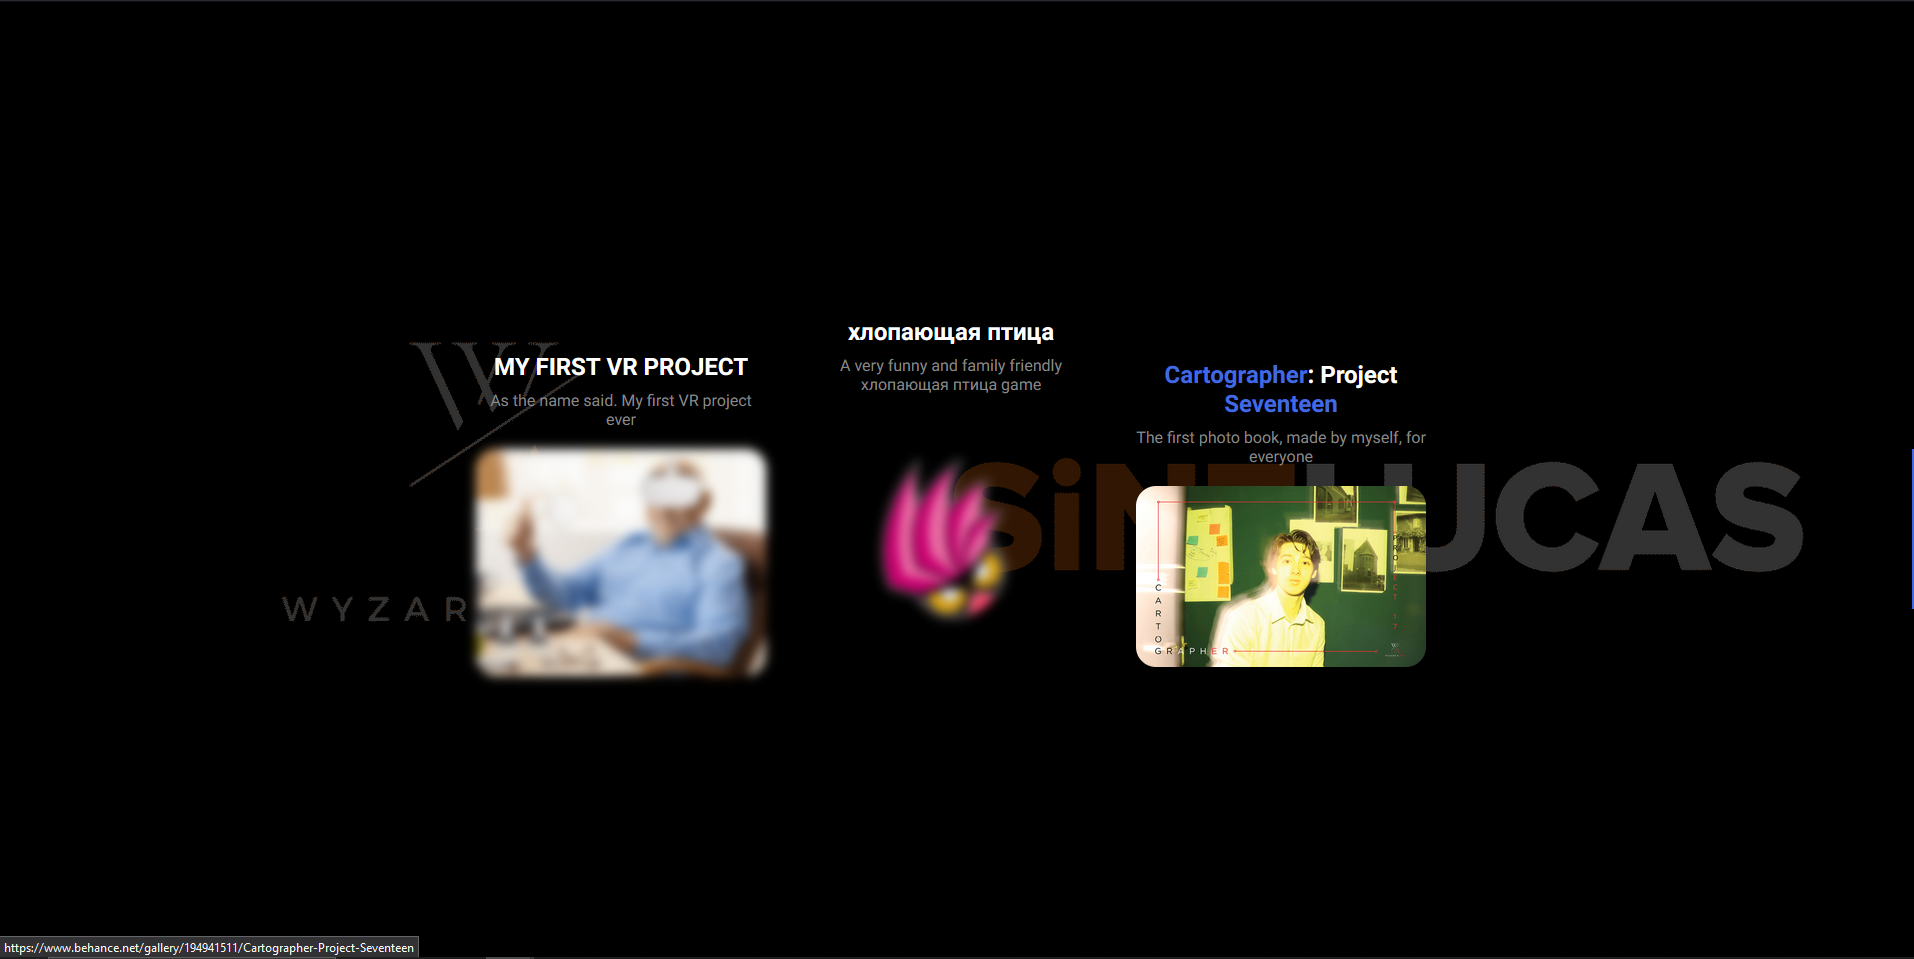 MY FIRST VR PROJECT
As the name said. My first VR project
ever
WYZAR
хлопающая птица
A very funny and family friendly
хлопающая птица game
Cartographer: Project
Seventeen
The first photo book, made by myself, for
everyone
SiNT LUCAS
CARTOGRAPHER
https://www.behance.net/gallery/194941511/Cartographer-Project-Seventeen